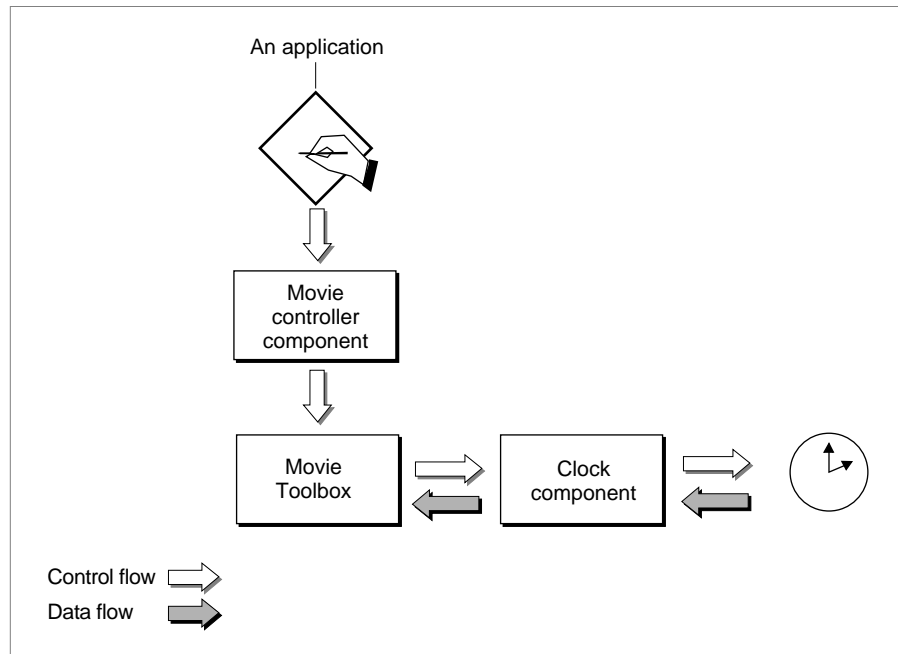 An application
Movie
controller
component
Movie
Toolbox
Clock
component
Control flow
Data flow